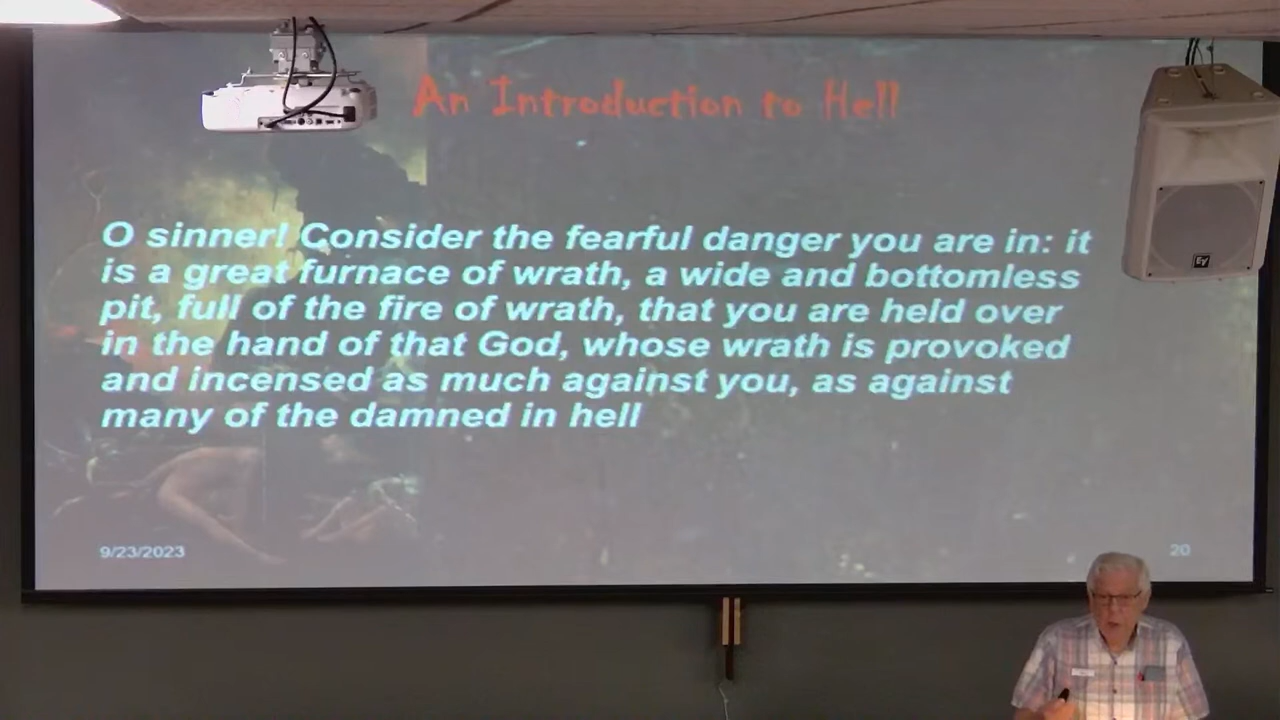 An Introduction to Hell
O sinner! Consider the fearful danger you are in: it
is a great furnace of wrath, a wide and bottomless
pit, full of the fire of wrath, that you are held over
in the hand of that God, whose wrath is provoked
and incensed as much against you, as against
many of the damned in hell
9/23/2023
20
EV